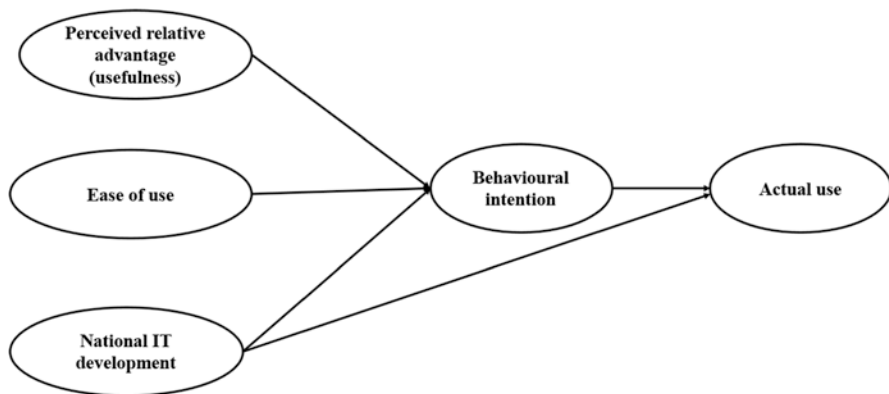 Perceived relative
advantage
(usefulness)
Ease of use
National IT
development
Behavioural
intention
Actual use